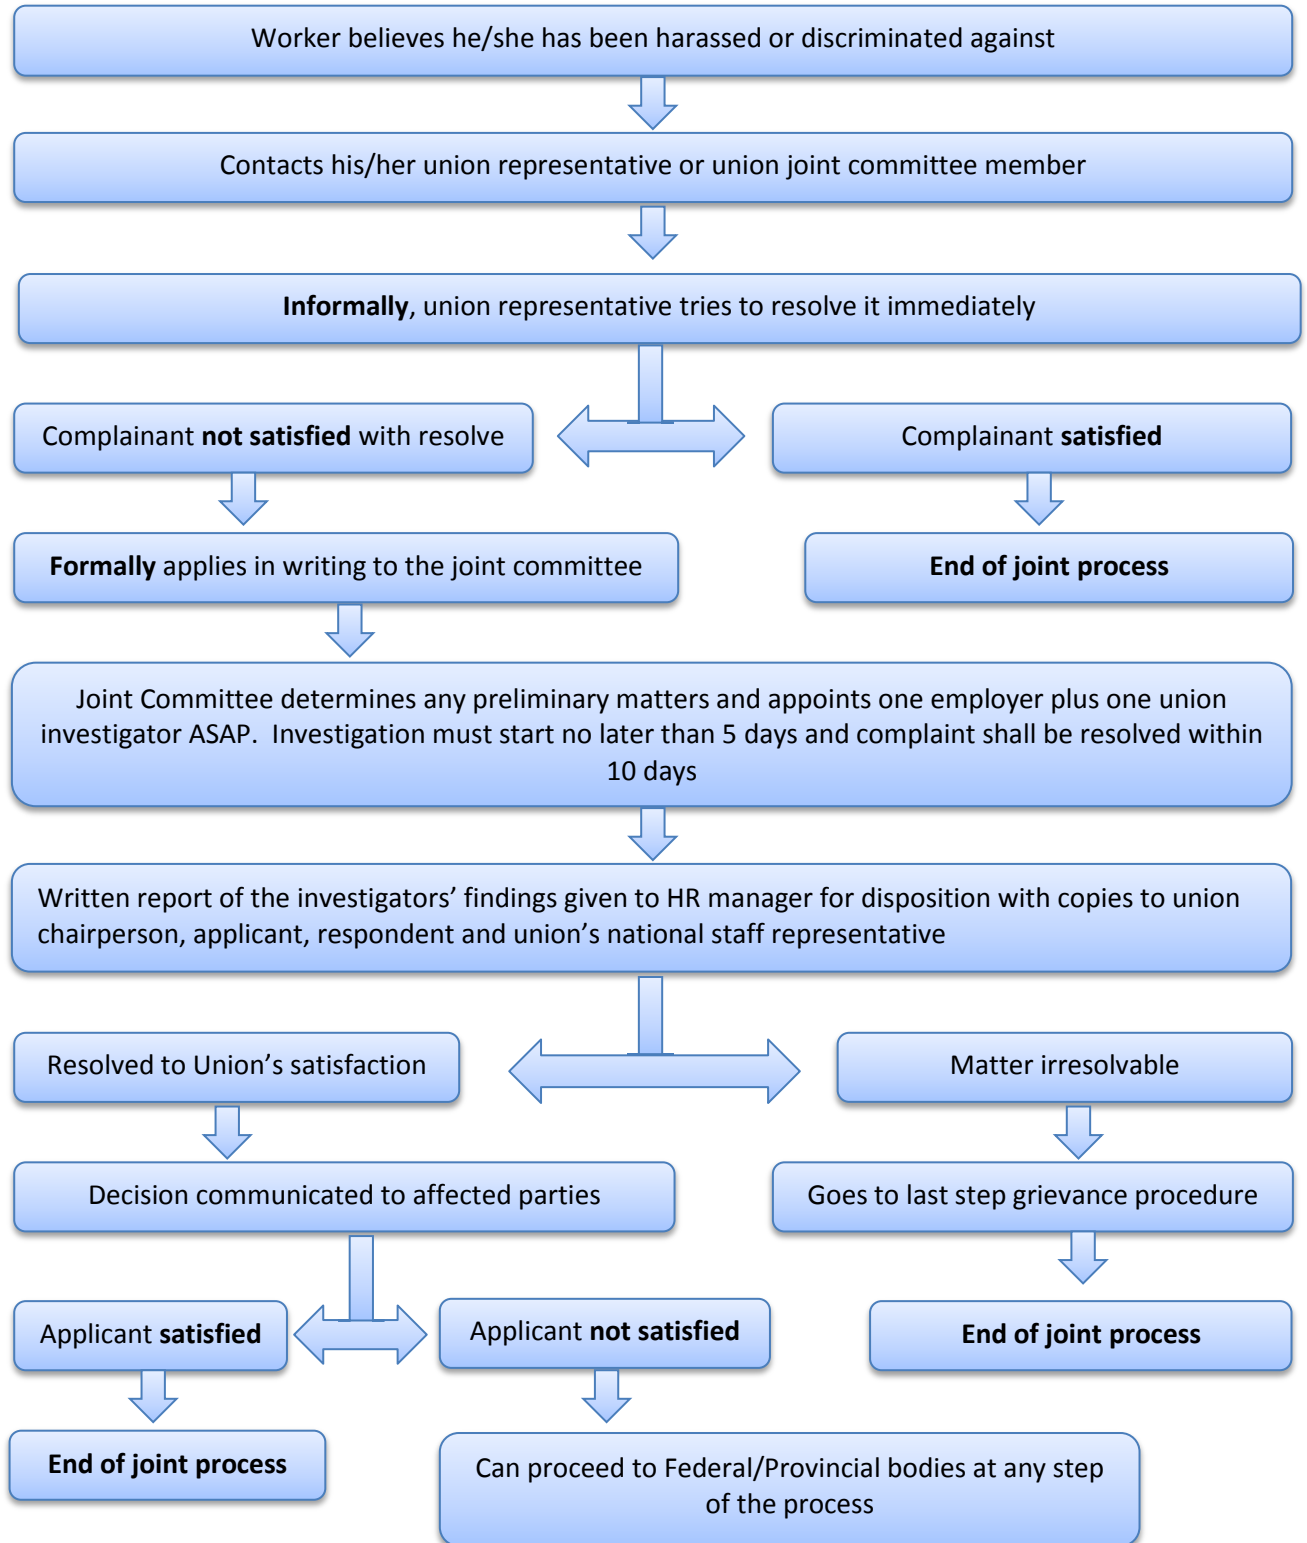 Worker believes he/she has been harassed or discriminated against
Contacts his/her union representative or union joint committee member
Informally, union representative tries to resolve it immediately
Complainant not satisfied with resolve
Complainant satisfied
Formally applies in writing to the joint committee
End of joint process
Joint Committee determines any preliminary matters and appoints one employer plus one union
investigator ASAP.  Investigation must start no later than 5 days and complaint shall be resolved within
10 days
Written report of the investigators’ findings given to HR manager for disposition with copies to union
chairperson, applicant, respondent and union’s national staff representative
Resolved to Union’s satisfaction
Matter irresolvable
Decision communicated to affected parties
Goes to last step grievance procedure
Applicant satisfied
Applicant not satisfied
End of joint process
End of joint process
Can proceed to Federal/Provincial bodies at any step
of the process